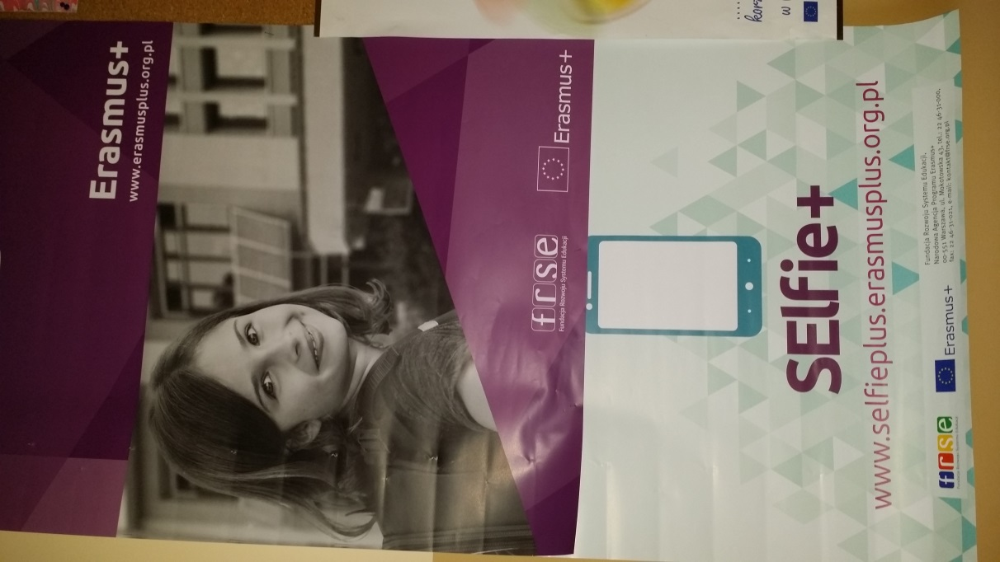 Erasmus+
www.erasmusplus.org.pl
frse
Fundacja Rozwoju Systemu Edukacji
Erasmus+
SElfie+
www.selfieplus.erasmusplus.org.pl
Fundacja Rozwoju Systemu Edukacji,
Narodowa Agencja Programu Erasmus+
00-551 Warszawa, ul. Mokotowska 43, tel.: 22 46-31-000,
fax: 22 46-31-021, e-mail: kontakt@frse.org.pl
frse
Erasmus+
w